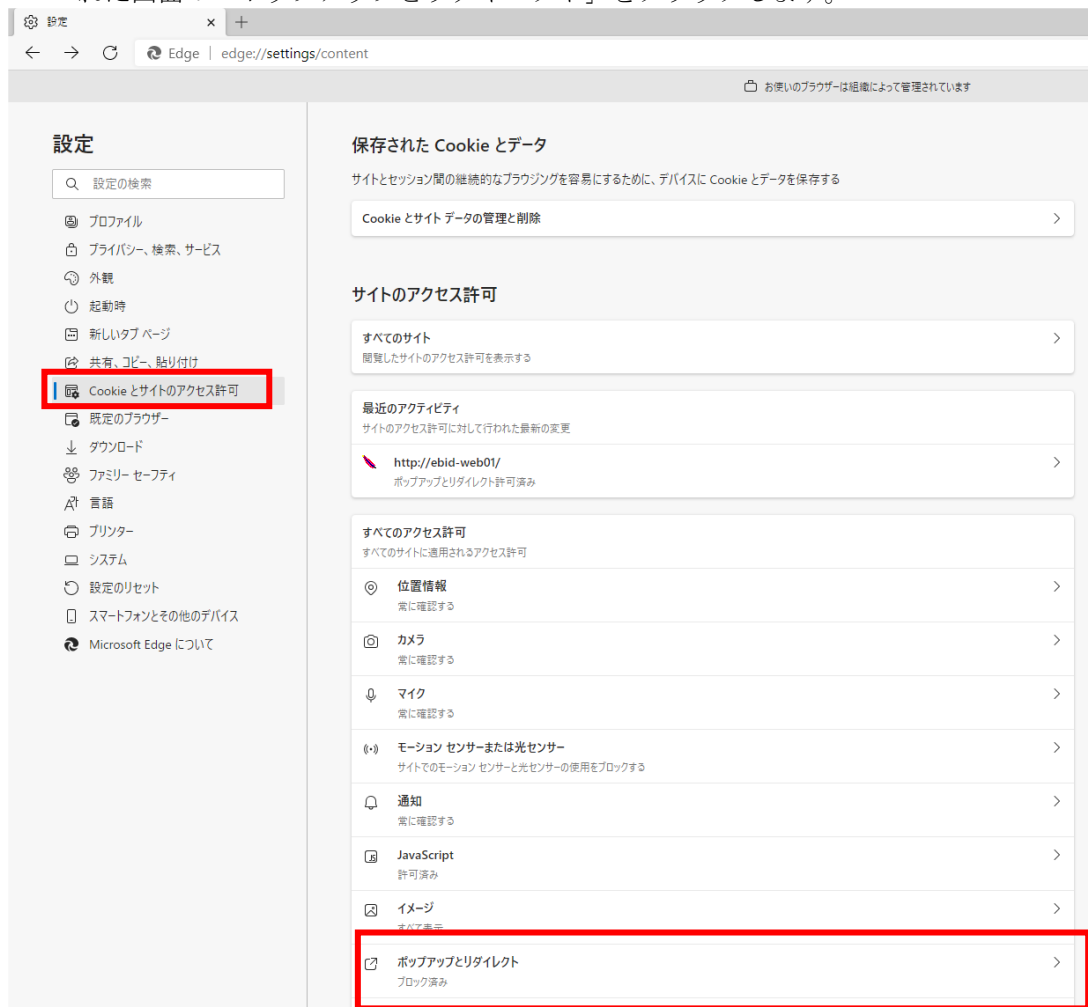 設定
Edge | edge://settings/content
お使いのブラウザーは組織によって管理されています
設定
設定の検索
プロファイル
プライバシー、検索、サービス
外観
起動時
新しいタブ ページ
共有、コピー、貼り付け
Cookie とサイトのアクセス許可
既定のブラウザー
ダウンロード
ファミリー セーフティ
言語
プリンター
システム
設定のリセット
スマートフォンとその他のデバイス
Microsoft Edge について
保存された Cookie とデータ
サイトとセッション間の継続的なブラウジングを容易にするために、デバイスに Cookie とデータを保存する
Cookie とサイト データの管理と削除
サイトのアクセス許可
すべてのサイト
閲覧したサイトのアクセス許可を表示する
最近のアクティビティ
サイトのアクセス許可に対して行われた最新の変更
http://ebid-web01/
ポップアップとリダイレクト許可済み
すべてのアクセス許可
すべてのサイトに適用されるアクセス許可
位置情報
常に確認する
カメラ
常に確認する
マイク
常に確認する
モーション センサーまたは光センサー
サイトでのモーション センサーと光センサーの使用をブロックする
通知
常に確認する
JavaScript
許可済み
イメージ
すべて表示
ポップアップとリダイレクト
ブロック済み